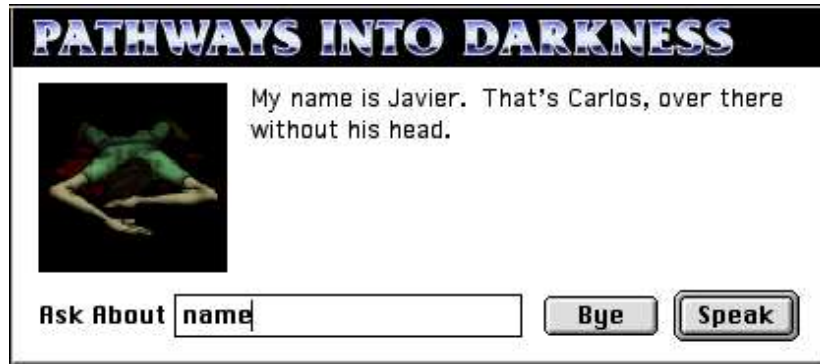 PATHWAYS INTO DARKNESS
My name is Javier. That's Carlos, over there
without his head.
Ask About name Bye Speak